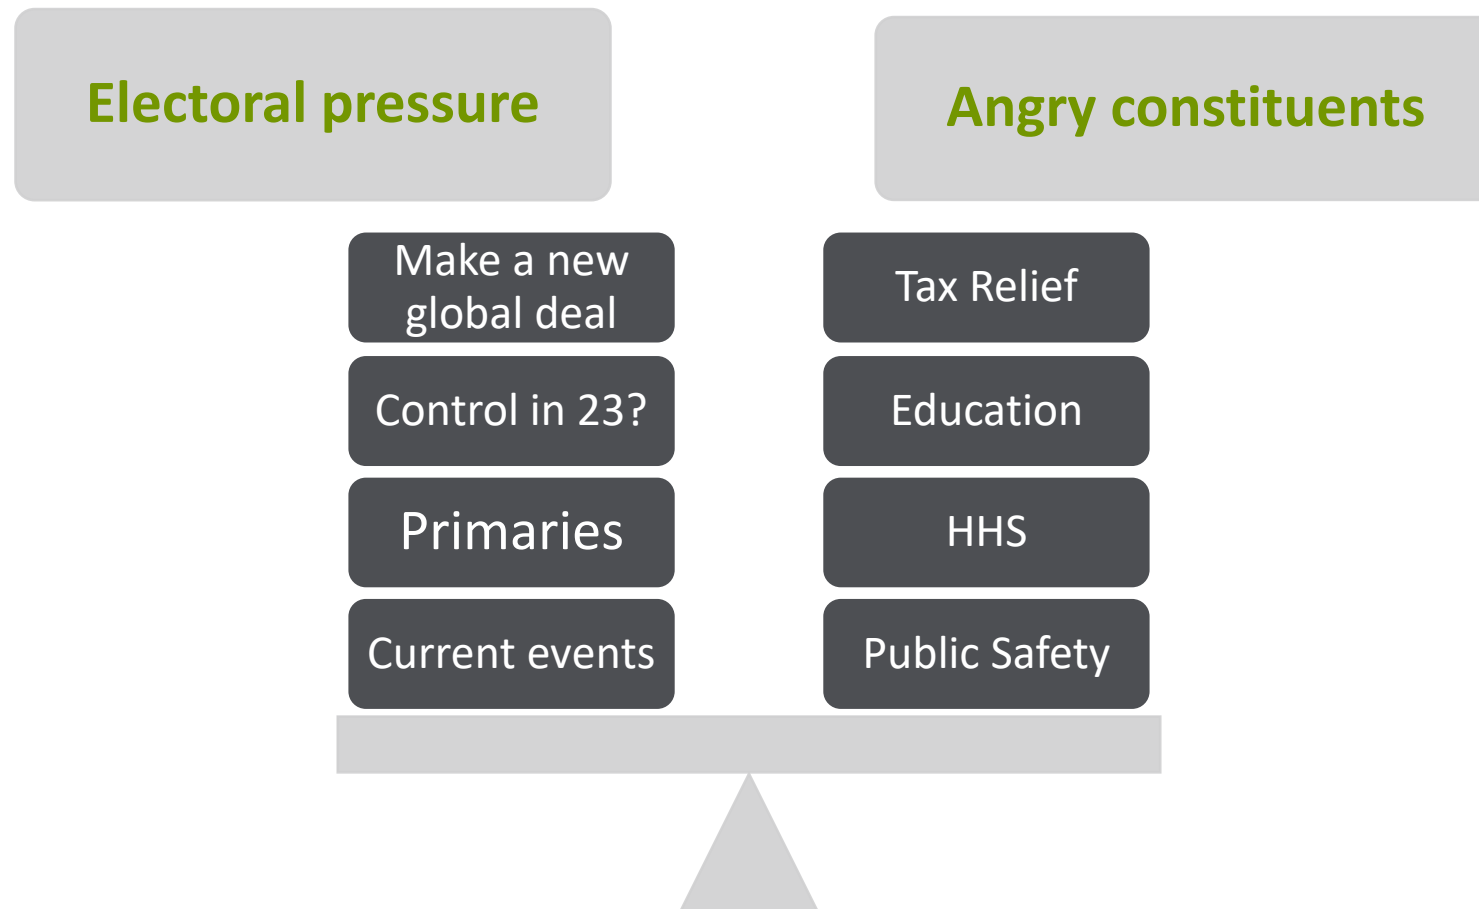 Electoral pressure
Angry constituents
Make a new
global deal
Control in 23?
Primaries
Current events
Tax Relief
Education
HHS
Public Safety